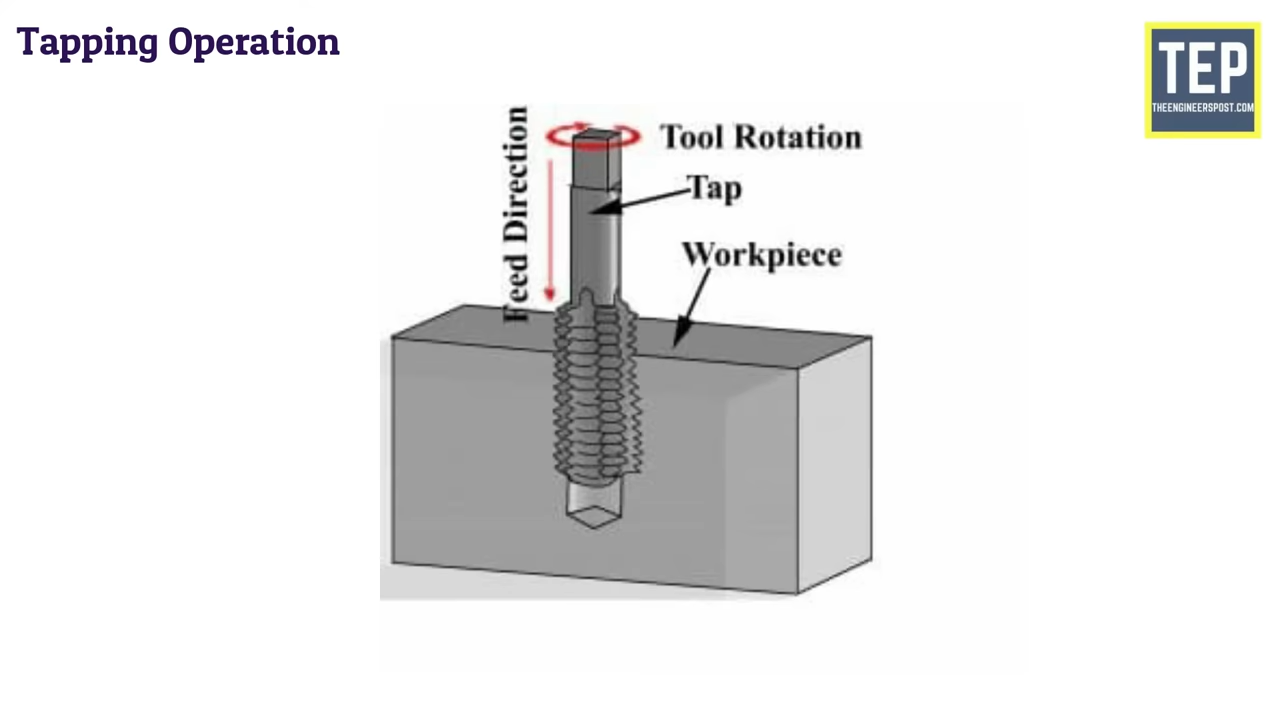 Tapping Operation
TEP
THEENGINEERSPOST.COM
Feed Direction
Tool Rotation
Tap
Workpiece